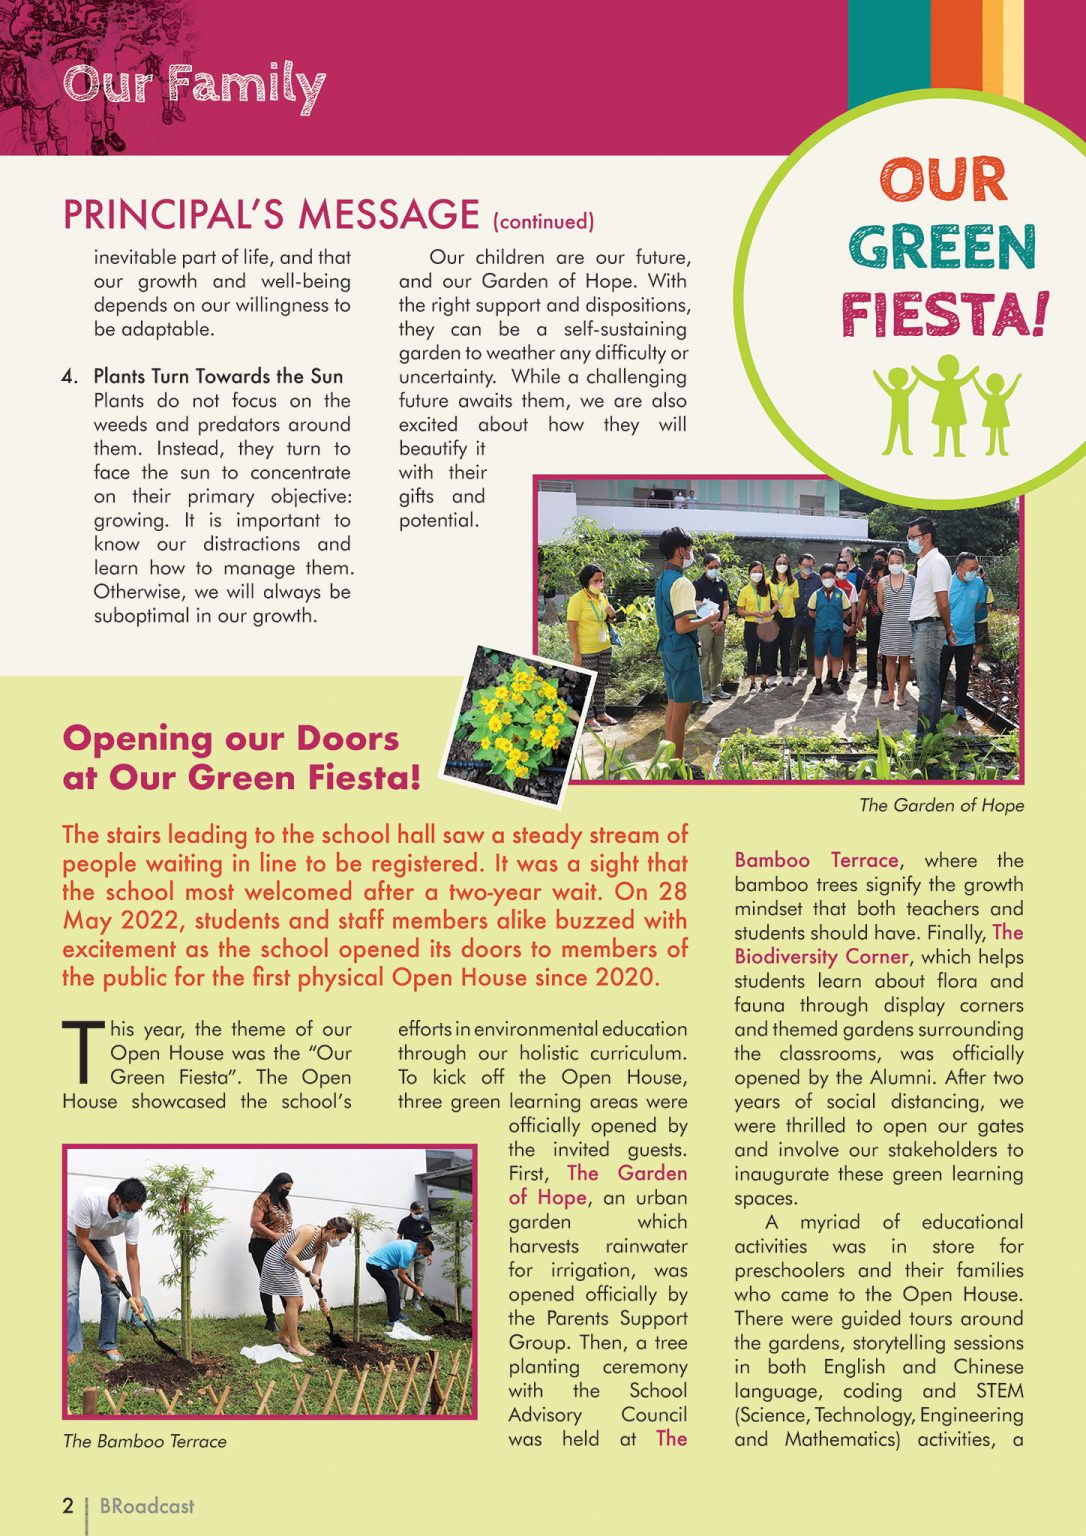 Our Family
OUR
GREEN
FIESTA!
PRINCIPAL'S MESSAGE (continued)
inevitable part of life, and that
our growth and well-being
depends on our willingness to
be adaptable.
4. Plants Turn Towards the Sun
Plants do not focus on the
weeds and predators around
them. Instead, they turn to
face the sun to concentrate
on their primary objective:
growing. It is important to
know our distractions and
learn how to manage them.
Otherwise, we will always be
suboptimal in our growth.
Our children are our future,
and our Garden of Hope. With
the right support and dispositions,
they can be a self-sustaining
garden to weather any difficulty or
uncertainty. While a challenging
future awaits them, we are also
excited about how they will
beautify it
with their
gifts and
potential.
The Garden of Hope
Opening our Doors
at Our Green Fiesta!
The stairs leading to the school hall saw a steady stream of
people waiting in line to be registered. It was a sight that
the school most welcomed after a two-year wait. On 28
May 2022, students and staff members alike buzzed with
excitement as the school opened its doors to members of
the public for the first physical Open House since 2020.
This year, the theme of our
Open House was the “Our
Green Fiesta”. The Open
House showcased the school's
efforts in environmental education
through our holistic curriculum.
To kick off the Open House,
three green learning areas were
officially opened by
the invited guests.
First, The Garden
of Hope, an urban
garden which
harvests rainwater
for irrigation, was
opened officially by
the Parents Support
Group. Then, a tree
planting ceremony
with the School
Advisory Council
was held at The
Bamboo Terrace, where the
bamboo trees signify the growth
mindset that both teachers and
students should have. Finally, The
Biodiversity Corner, which helps
students learn about flora and
fauna through display corners
and themed gardens surrounding
the classrooms, was officially
opened by the Alumni. After two
years of social distancing, we
were thrilled to open our gates
and involve our stakeholders to
inaugurate these green learning
spaces.
A myriad of educational
activities was in store for
preschoolers and their families
who came to the Open House.
There were guided tours around
the gardens, storytelling sessions
in both English and Chinese
language, coding and STEM
(Science, Technology, Engineering
and Mathematics) activities, a
The Bamboo Terrace
2 BRoadcast